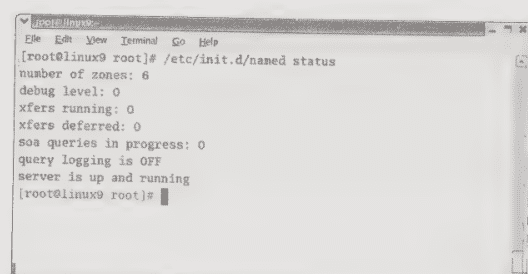 root@linux9:~
File Edit View Terminal Go Help
[root@linux9 root]# /etc/init.d/named status
number of zones: 6
debug level: 0
xfers running: 0
xfers deferred: 0
soa queries in progress: 0
query logging is OFF
server is up and running
[root@linux9 root]#